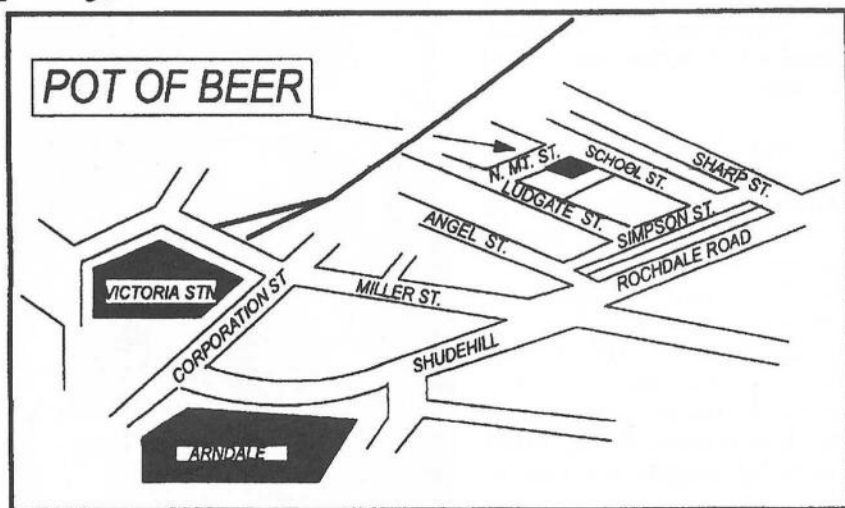 POT OF BEER
N. MT. ST.
SCHOOL ST.
SHARP ST.
LUDGATE ST.
SIMPSON ST.
ANGEL ST.
ROCHDALE ROAD
VICTORIA STN
MILLER ST.
CORPORATION ST
SHUDEHILL
ARNDALE